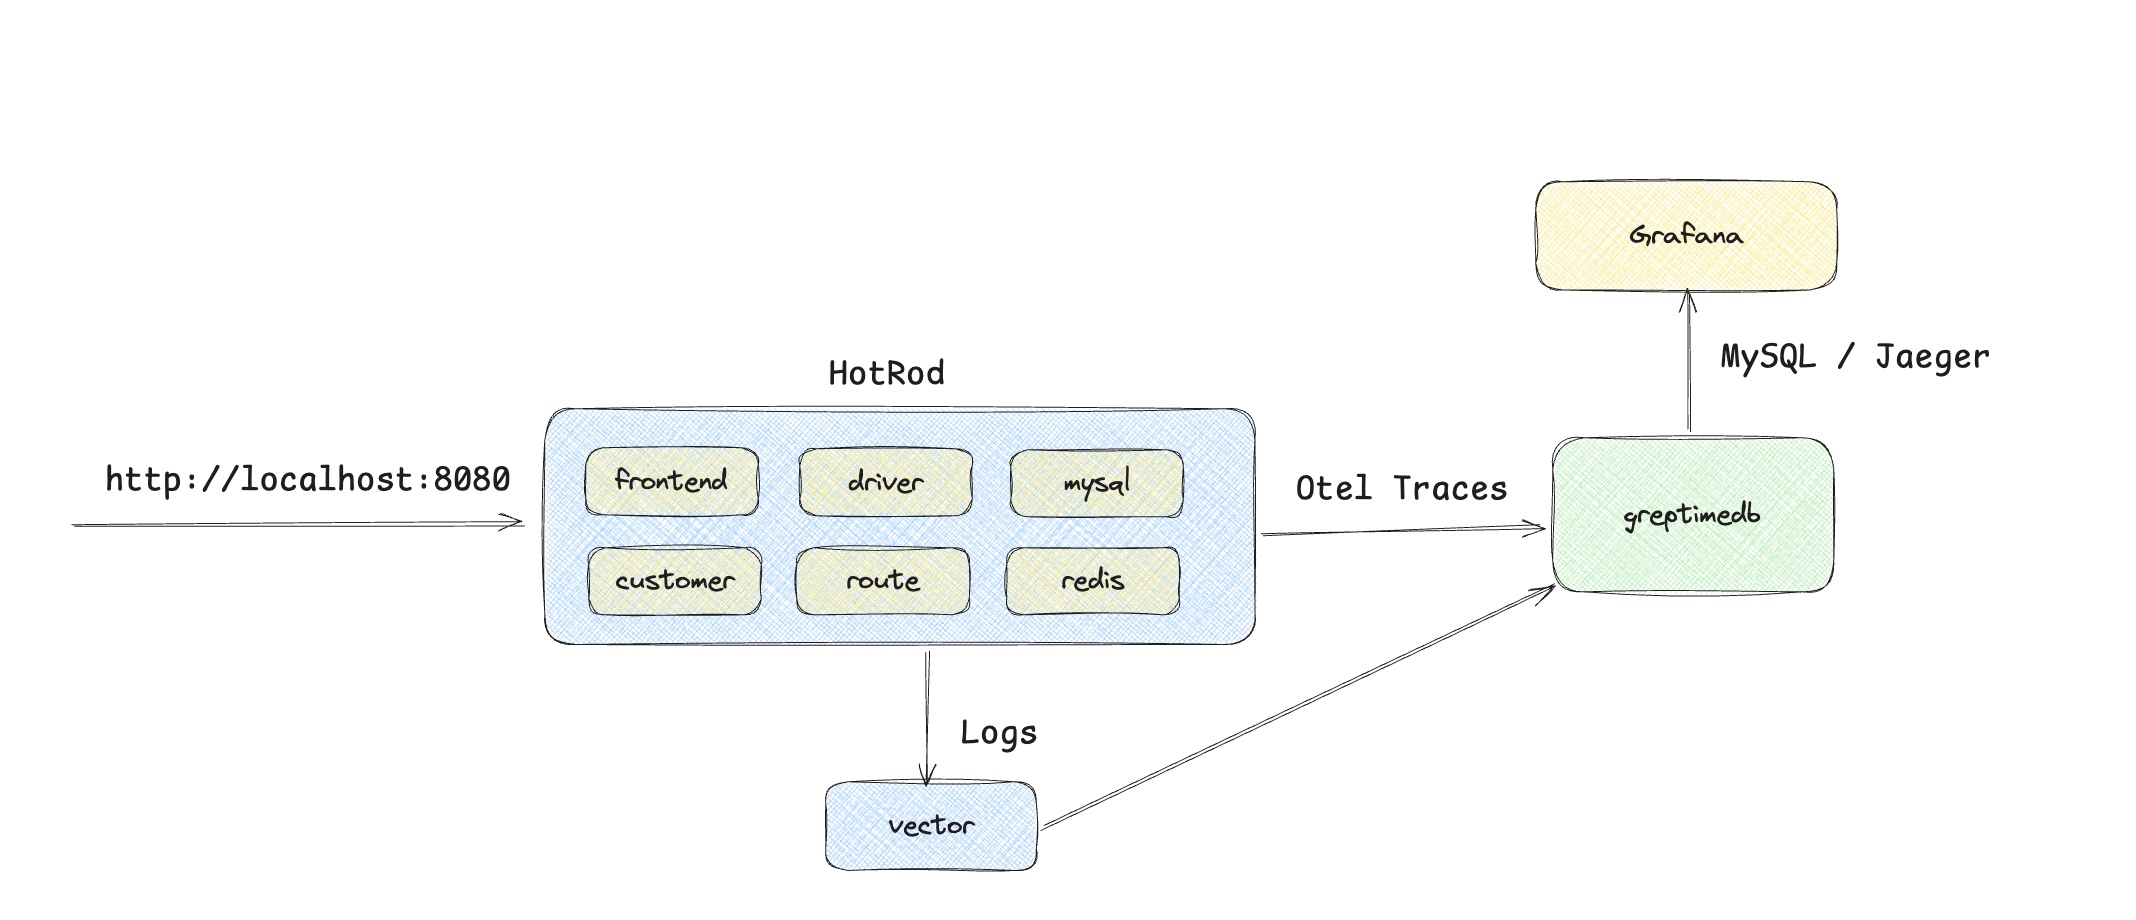 Grafana
MySQL / Jaeger
HotRod
http://localhost:8080
frontend
driver
mysql
customer
route
redis
Otel Traces
greptimedb
Logs
vector